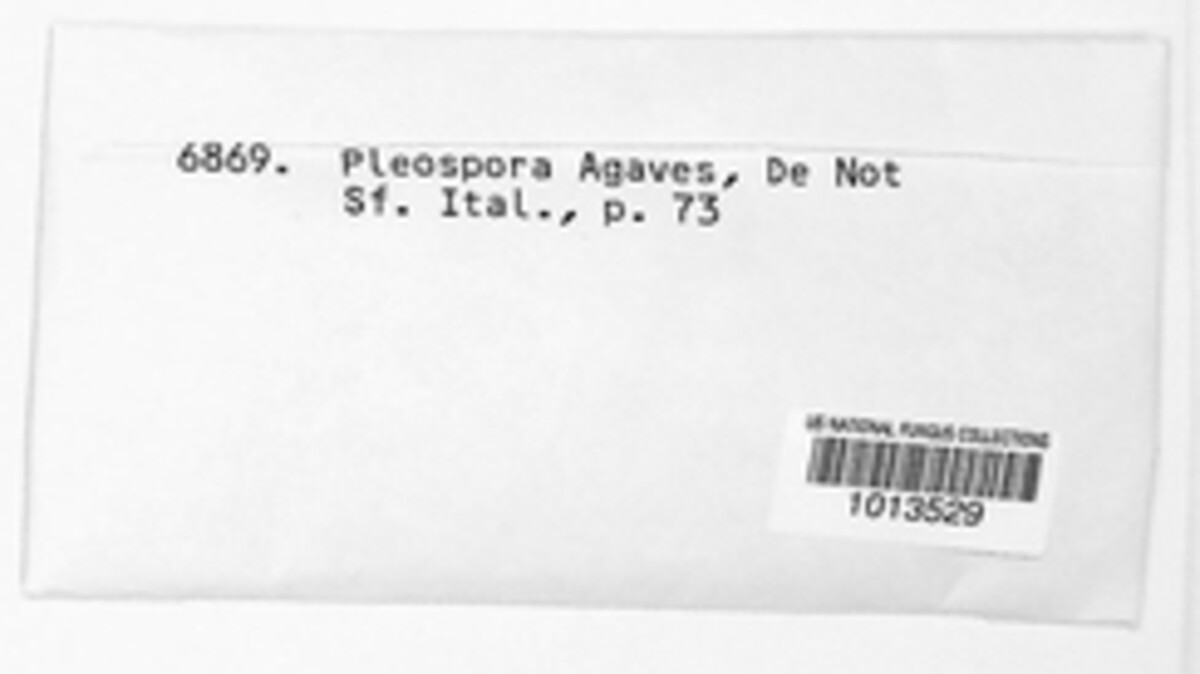 6869. Pleospora Agaves, De Not
Sf. Ital., p. 73
US NATIONAL FUNGUS COLLECTIONS
1013529